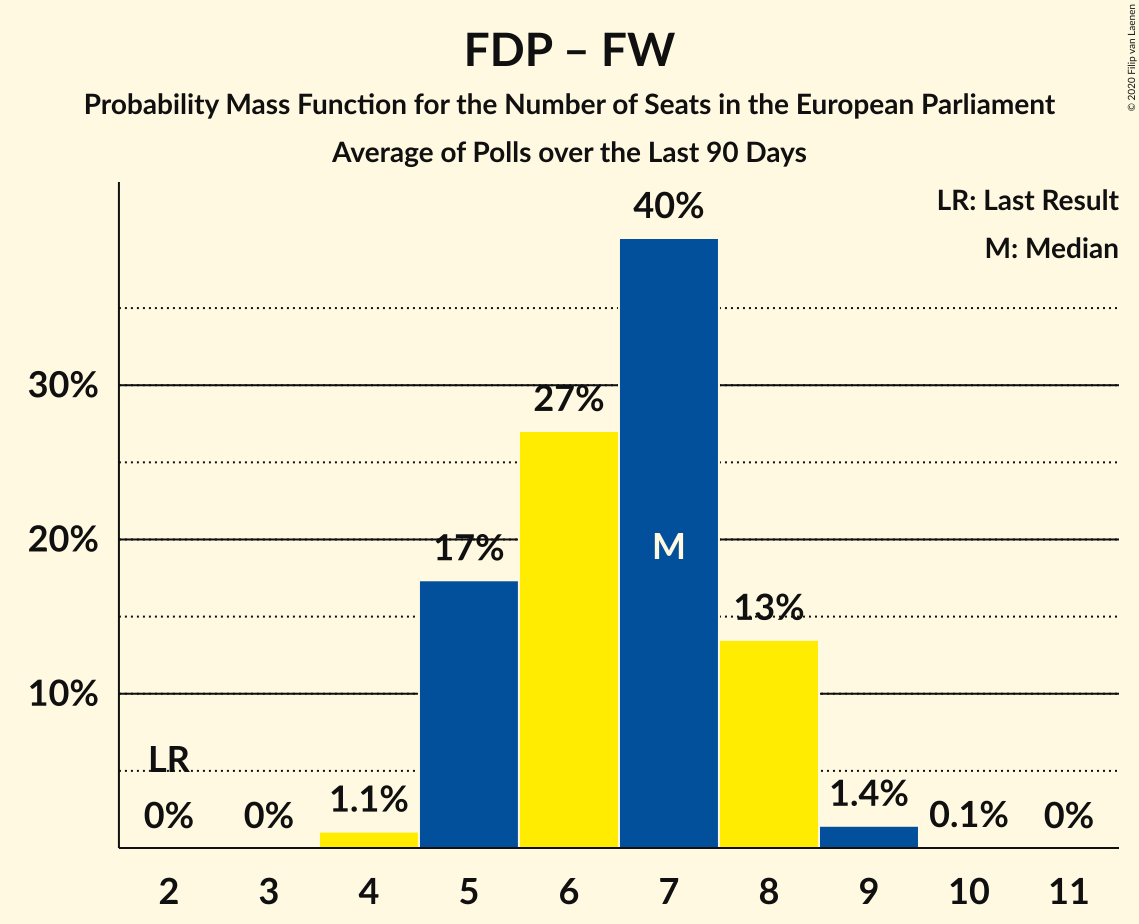 FDP – FW
Probability Mass Function for the Number of Seats in the European Parliament
Average of Polls over the Last 90 Days
© 2020 Filip van Laenen
LR: Last Result
M: Median
40%
30%
27%
20%
17%
M
13%
10%
LR
0%
0%
1.1%
1.4%
0.1%
0%
2 3 4 5 6 7 8 9 10 11